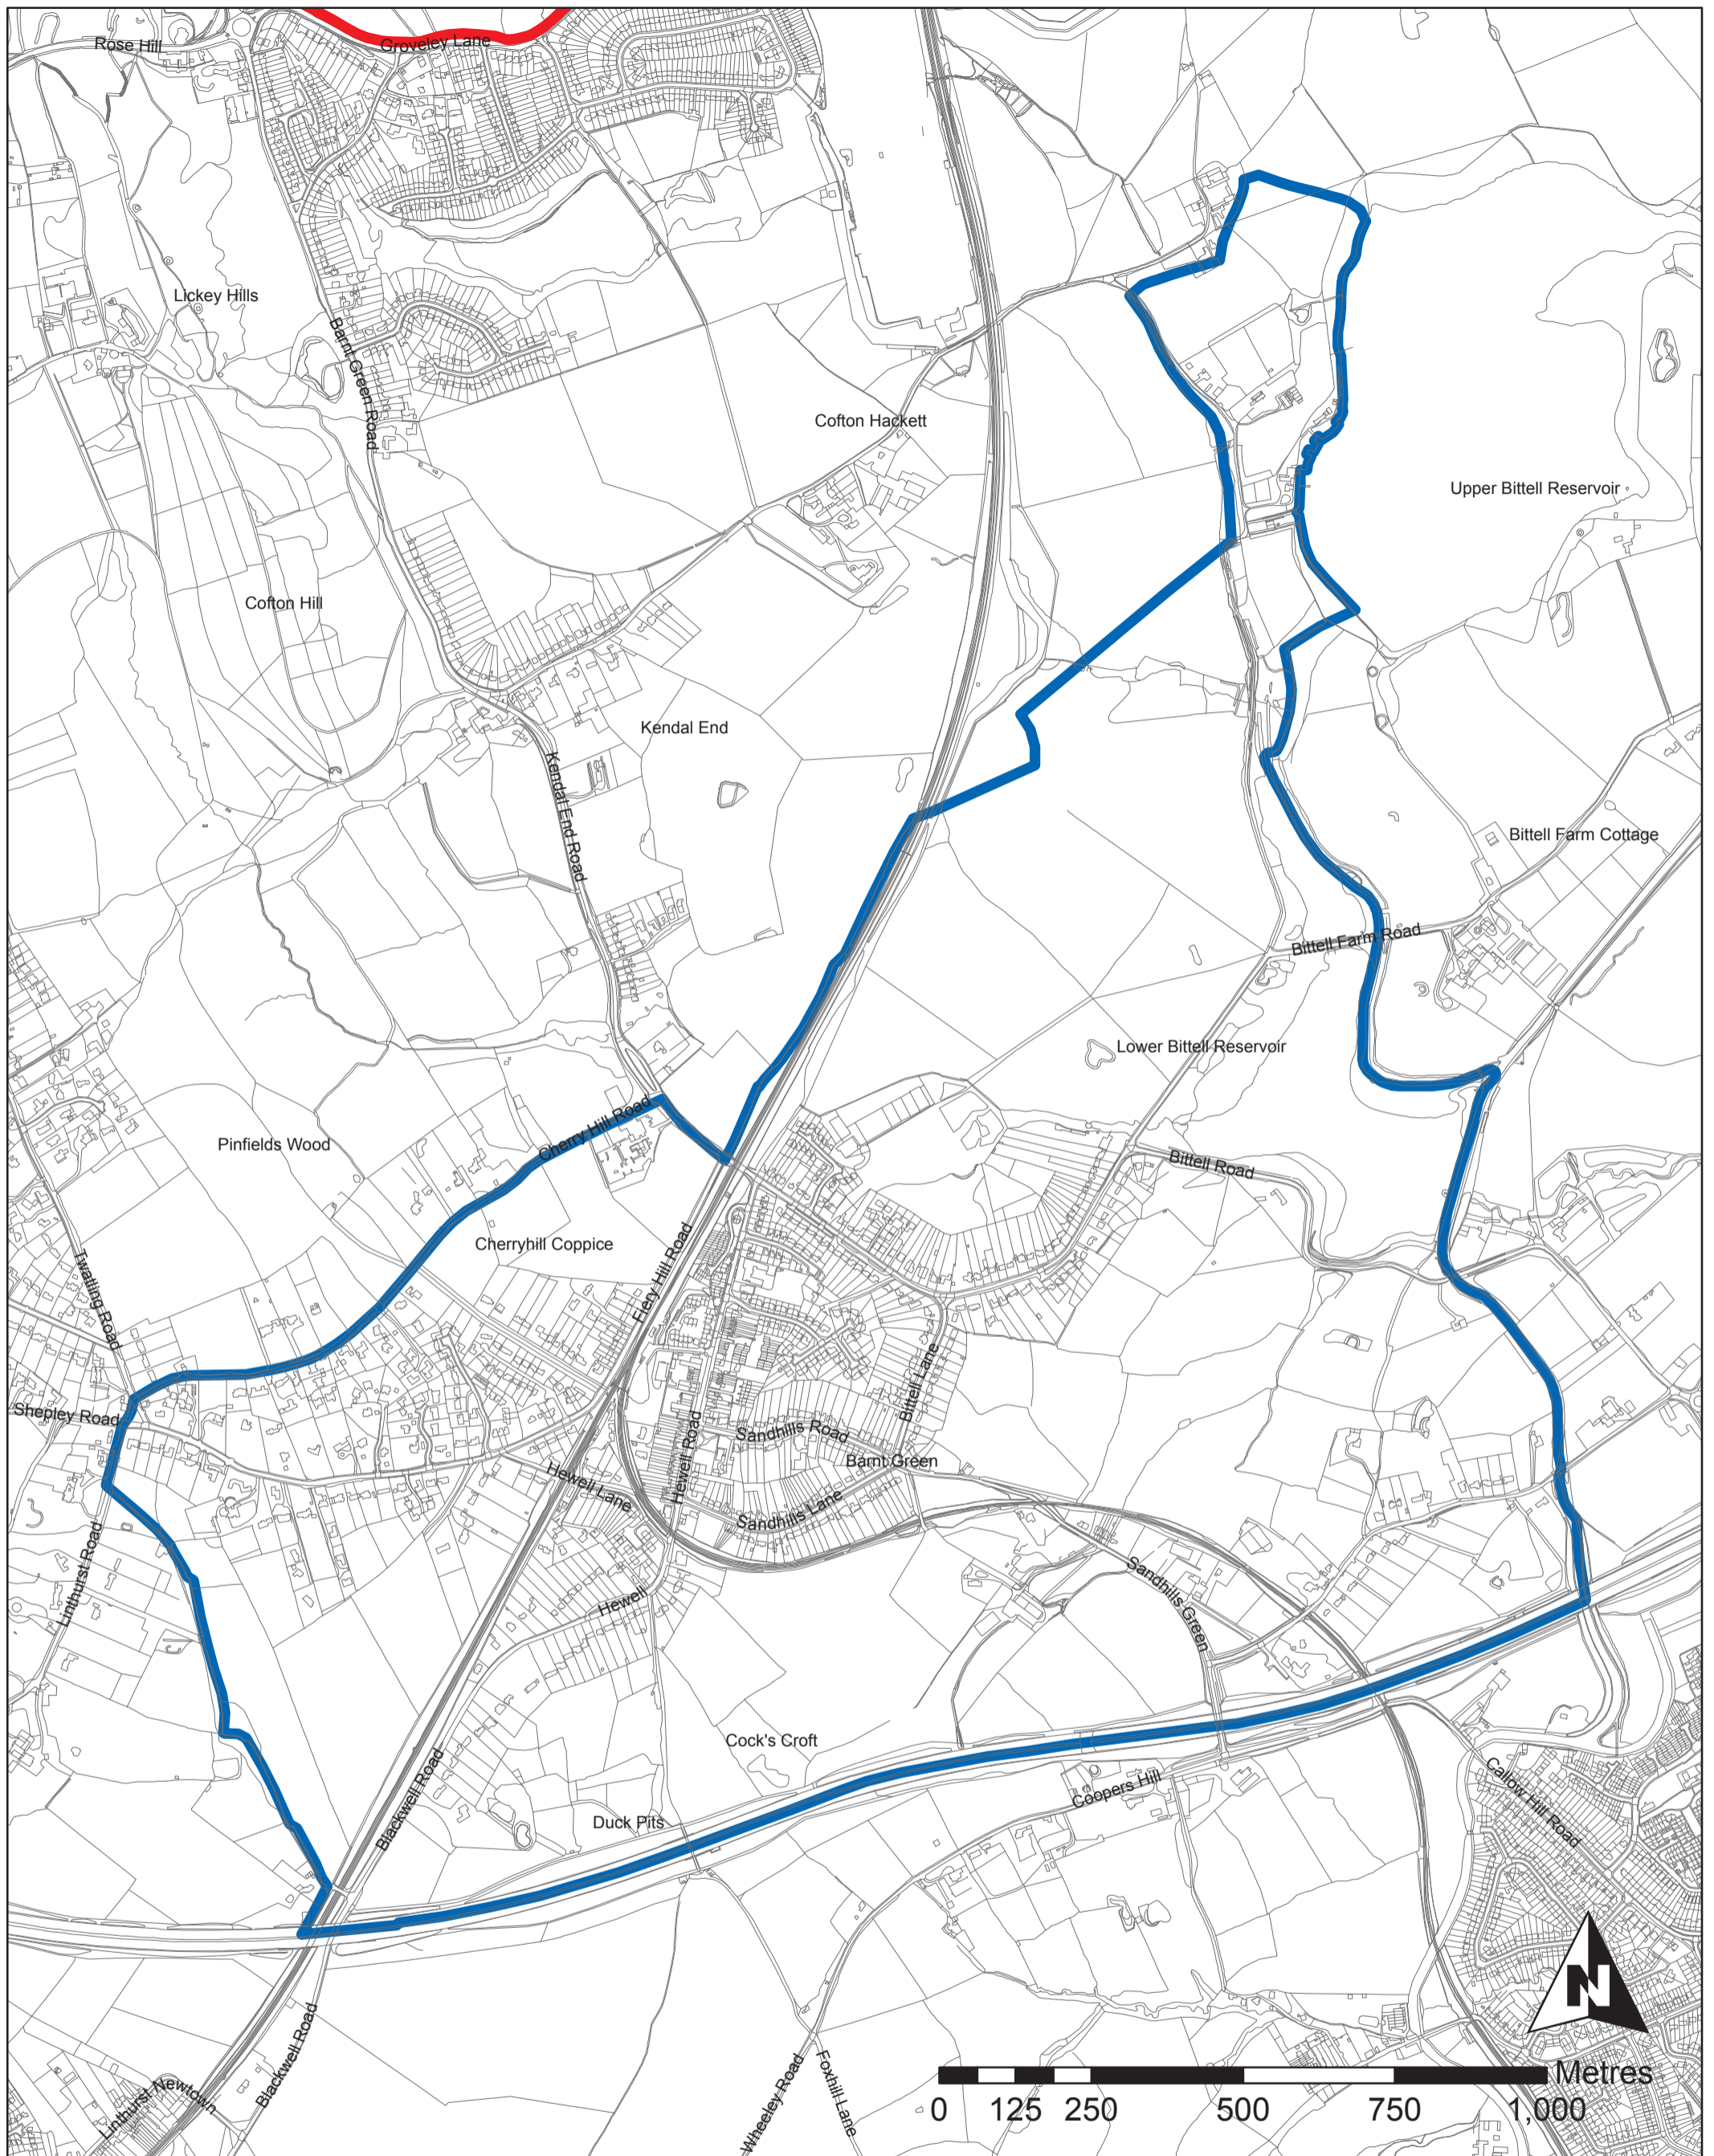 Rose Hill
Groveley Lane
Lickey Hills
Barnt Green Road
Cofton Hackett
Upper Bittell Reservoir
Cofton Hill
Kendal End
Kendal End Road
Bittell Farm Cottage
Bittell Farm Road
Lower Bittell Reservoir
Cherry Hill Road
Pinfields Wood
Bittell Road
Cherryhill Coppice
Fiery Hill Road
Twatling Road
Bittell Lane
Shepley Road
Sandhills Road
Hewell Road
Barnt Green
Hewell Lane
Sandhills Lane
Linthurst Road
Sandhills Green
Hewell
Cock's Croft
Blackwell Road
Coopers Hill
Callow Hill Road
Duck Pits
N
Blackwell Road
Linthurst Newtown
Wheeley Road
Foxhill Lane
Metres
0 125 250 500 750 1,000